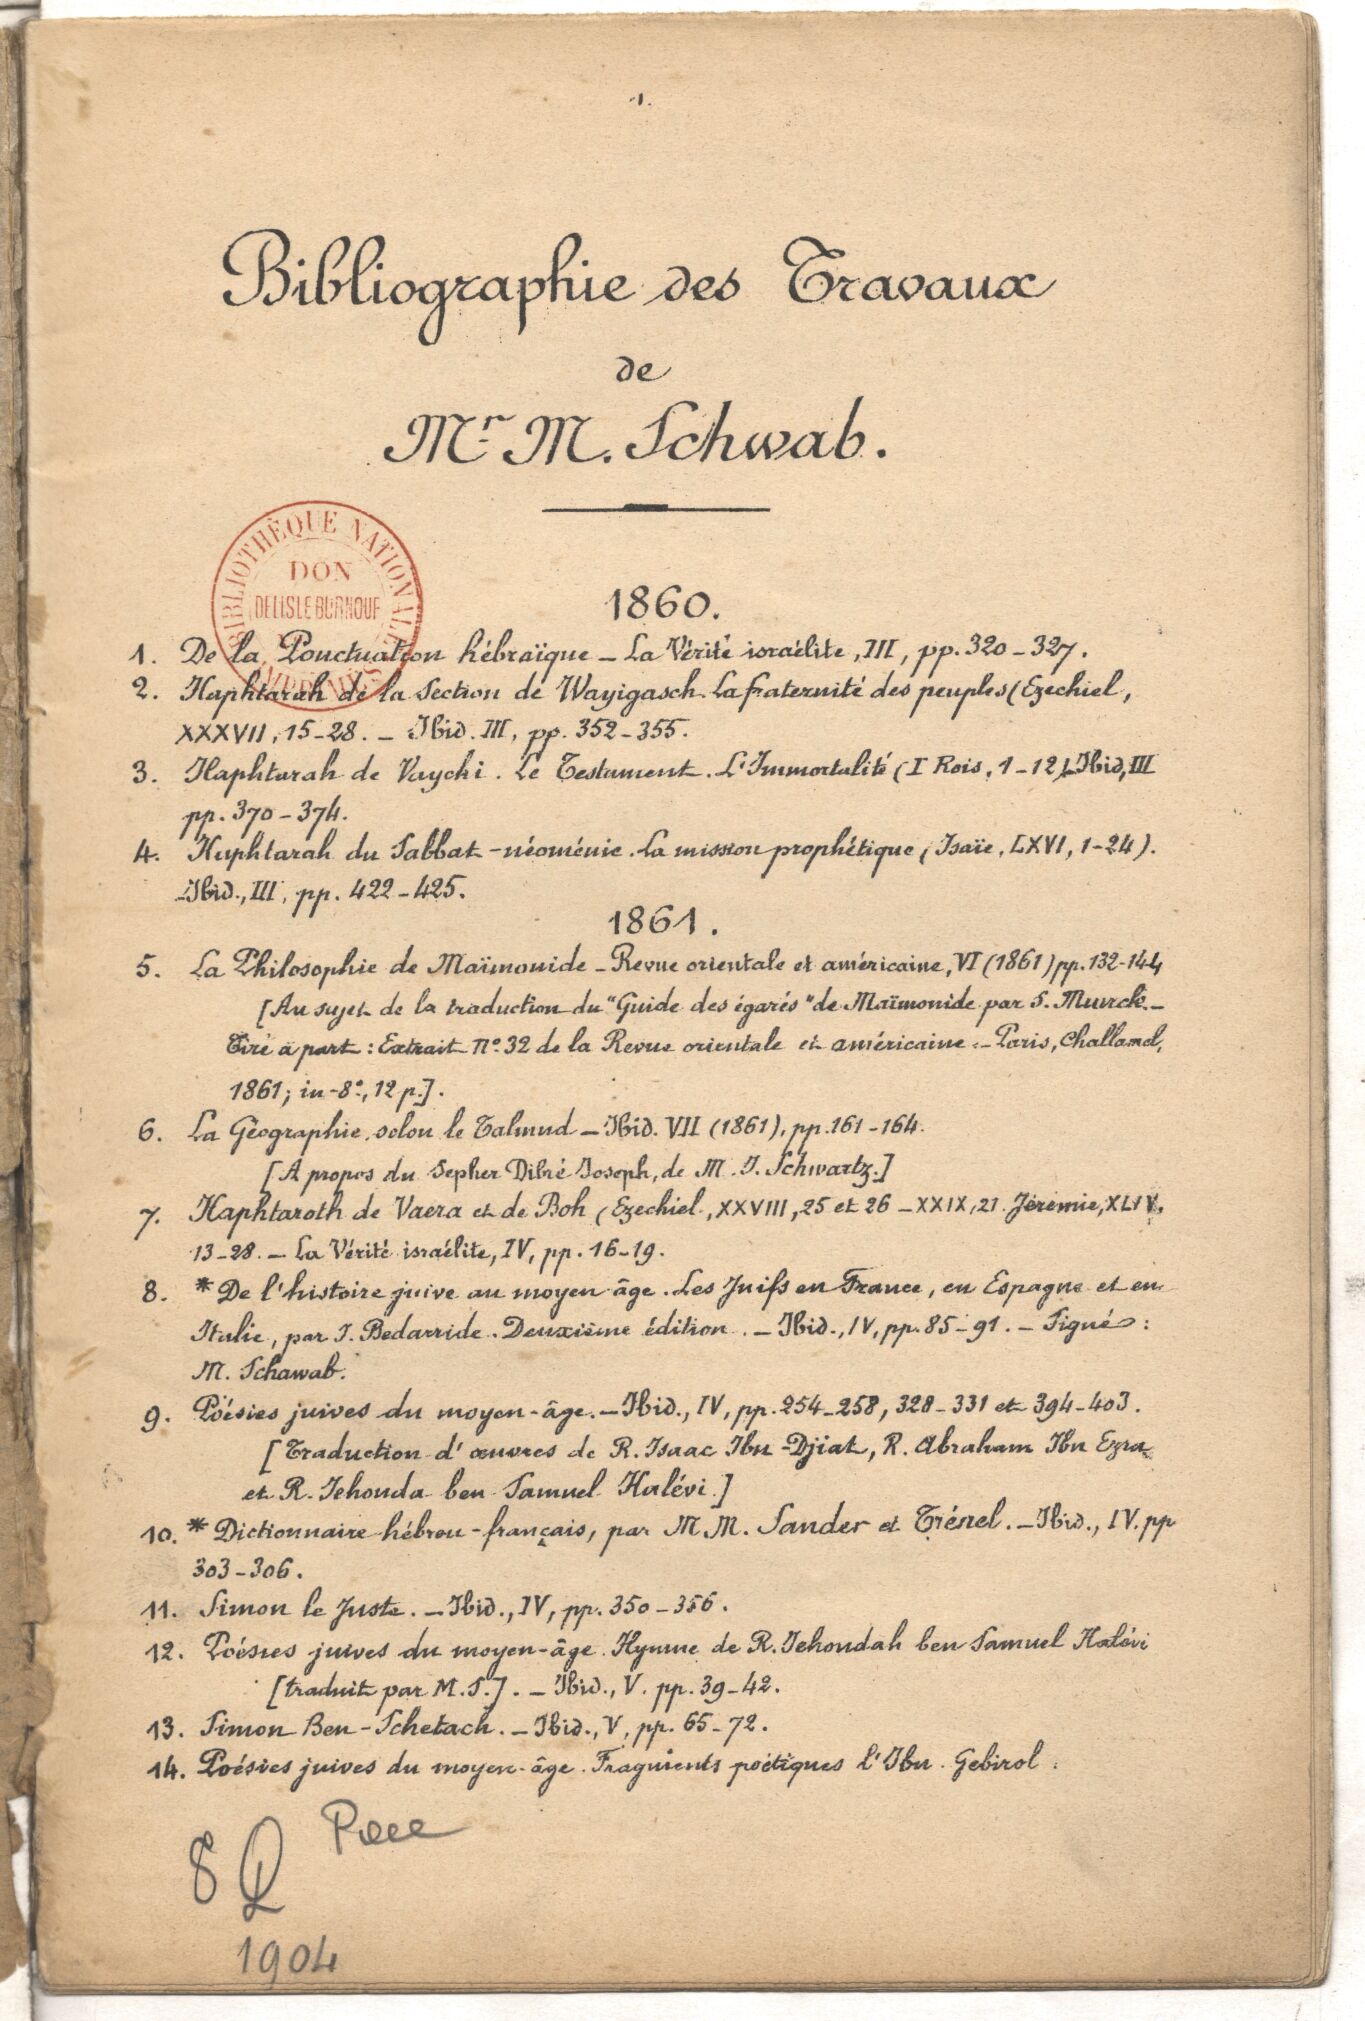 1.
Bibliographie des Travaux
de
Mr. M. Schwab.
BIBLIOTHÈQUE NATIONALE
DON
DELISLE BURNOUF
IMPRIMÉS
1860.
1. De la Ponctuation hébraïque – La Vérité israélite, III, pp. 320–327.
2. Haphtarah de la section de Wayigasch. La fraternité des peuples (Ezechiel,
XXXVII, 15–28. – Ibid. III, pp. 352–355.
3. Haphtarah de Vaychi. Le Testament. L'Immortalité (I Rois, 1–12). Ibid, III
pp. 370–374.
4. Haphtarah du Sabbat-néoménie. La mission prophétique (Isaïe, LXVI, 1–24).
Ibid., III, pp. 422–425.
1861.
5. La Philosophie de Maïmonide – Revue orientale et américaine, VI (1861) pp. 132–144
[Au sujet de la traduction du "Guide des égarés" de Maïmonide par S. Munck. –
Tiré à part : Extrait No. 32 de la Revue orientale et américaine. – Paris, Challamel,
1861; in-8o., 12 p.].
6. La Géographie selon le Talmud – Ibid. VII (1861), pp. 161–164.
[A propos du Sepher Dibré Joseph, de M. J. Schwartz.]
7. Haphtaroth de Vaera et de Boh (Ezechiel, XXVIII, 25 et 26 – XXIX, 21. Jérémie, XLIV,
13–28. – La Vérité israélite, IV, pp. 16–19.
8. * De l'histoire juive au moyen âge. Les Juifs en France, en Espagne et en
Italie, par J. Bedarride. Deuxième édition. – Ibid., IV, pp. 85–91. – Signé :
M. Schawab.
9. Poésies juives du moyen-âge. – Ibid., IV, pp. 254–258, 328–331 et 394–403.
[Traduction d'œuvres de R. Isaac Ibn-Djiat, R. Abraham Ibn Ezra
et R. Jehouda ben Samuel Halévi.]
10. * Dictionnaire hébreu-français, par M.M. Sander et Trénel. – Ibid., IV. pp
303–306.
11. Simon le Juste. – Ibid., IV, pp. 350–356.
12. Poésies juives du moyen-âge. Hymne de R. Jehoudah ben Samuel Halévi
[traduit par M.S.]. – Ibid., V. pp. 39–42.
13. Simon Ben-Schetach. – Ibid., V, pp. 65–72.
14. Poésies juives du moyen-âge. Fragments poétiques l'Ibn Gebirol.
8 Q Pièce
1904